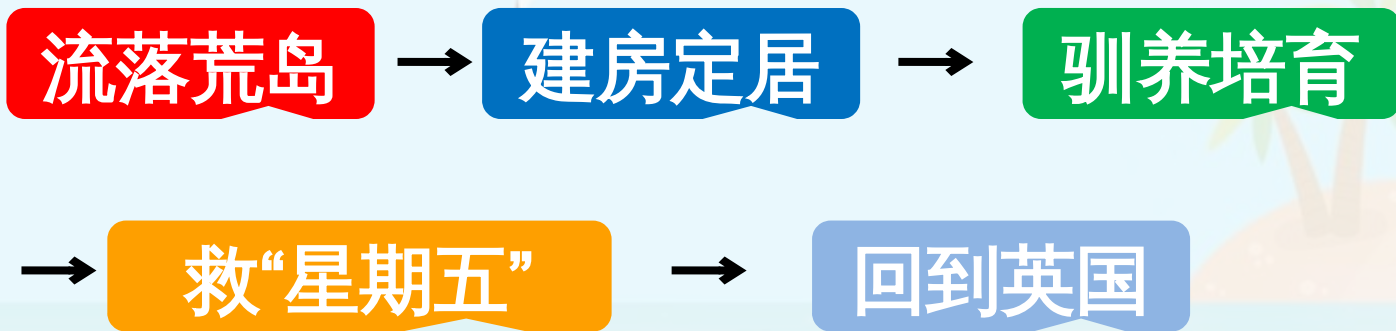 流落荒岛 → 建房定居 → 驯养培育
→ 救“星期五” → 回到英国